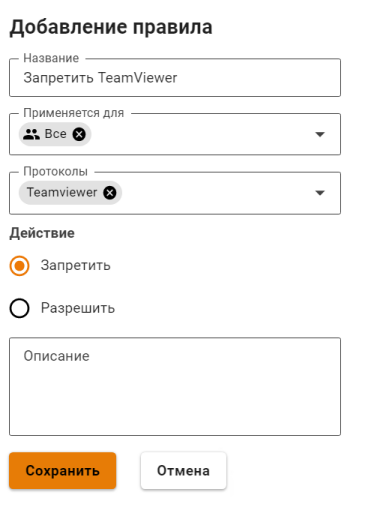 Добавление правила
Название
Запретить TeamViewer
Применяется для
Все
Протоколы
Teamviewer
Действие
Запретить
Разрешить
Описание
Сохранить
Отмена